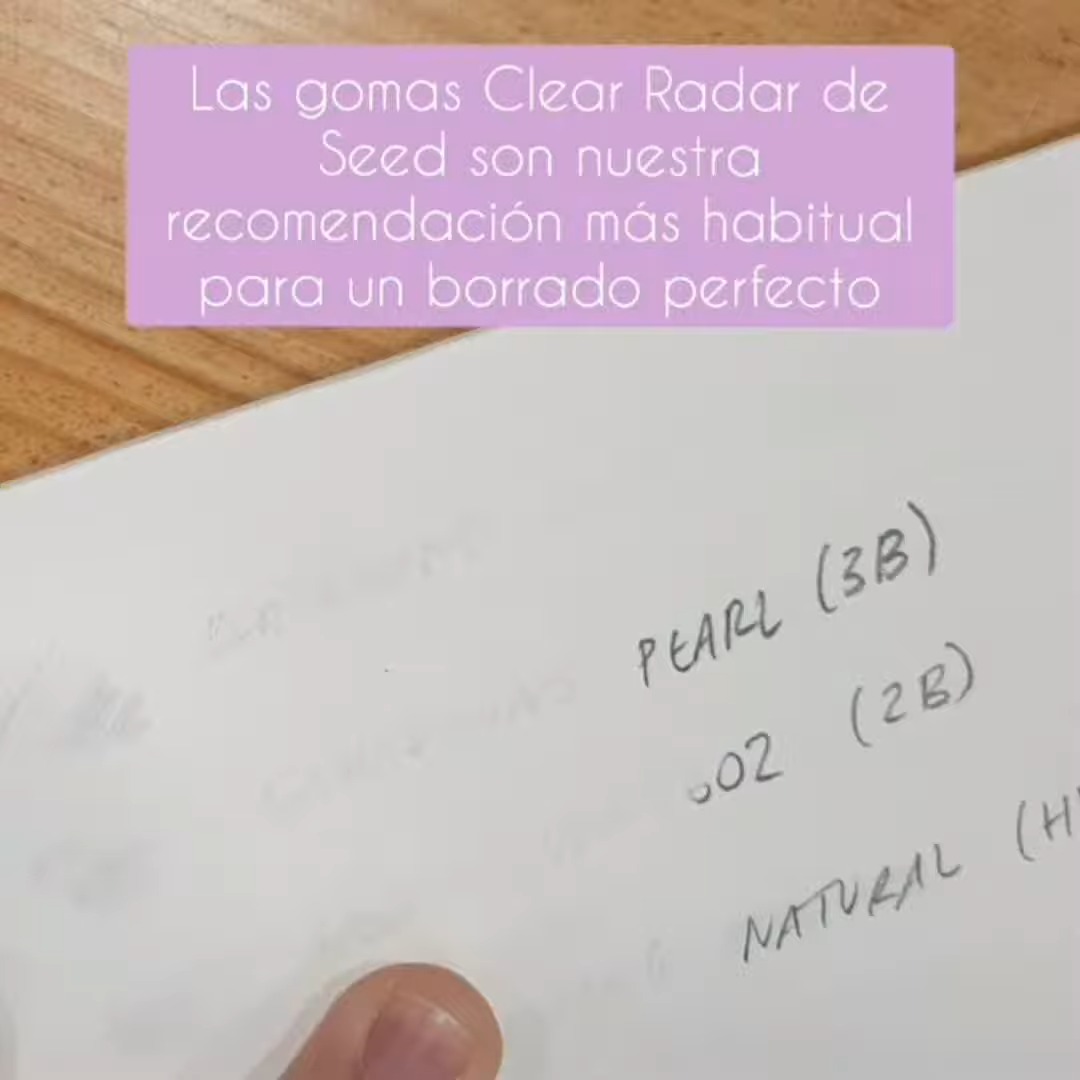 Las gomas Clear Radar de
Seed son nuestra
recomendación más habitual
para un borrado perfecto
PEARL (3B)
.02 (2B)
NATURAL